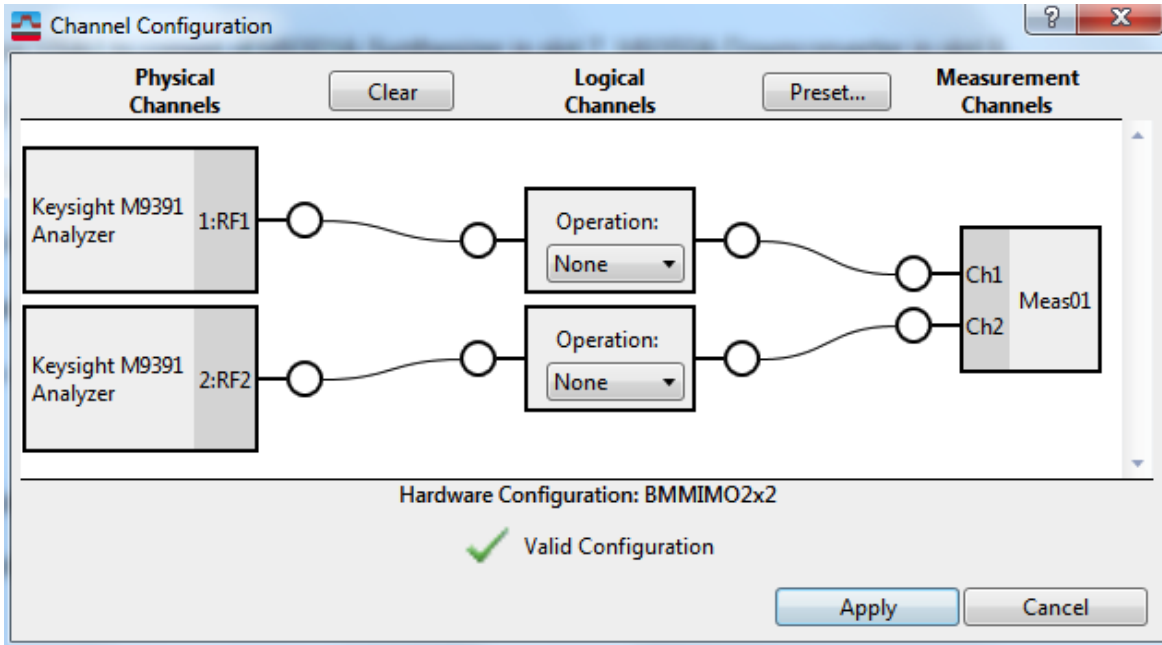 Channel Configuration
?
X
Physical
Channels
Clear
Logical
Channels
Preset...
Measurement
Channels
Keysight M9391
Analyzer
1:RF1
Operation:
None
Ch1
Ch2
Meas01
Keysight M9391
Analyzer
2:RF2
Operation:
None
Hardware Configuration: BMMIMO2x2
Valid Configuration
Apply
Cancel